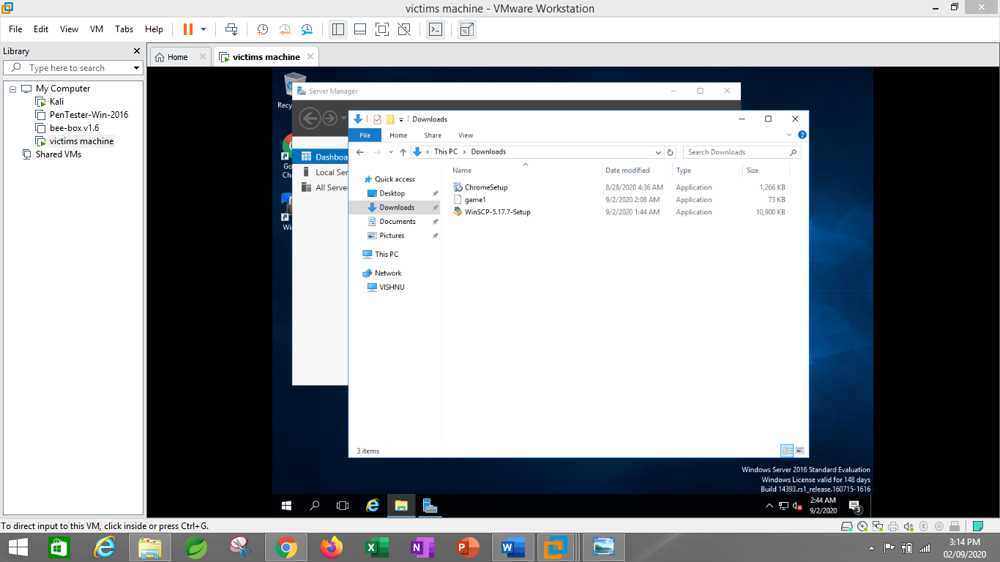 victims machine - VMware Workstation
File Edit View VM Tabs Help
Library
Type here to search
My Computer
Kali
PenTester-Win-2016
bee-box v1.6
victims machine
Shared VMs
Home
victims machine
Recy
Go
Chr
Wi
Server Manager
Dashboa
Local Ser
All Server
Downloads
File Home Share View
This PC Downloads
Search Downloads
Quick access
Desktop
Downloads
Documents
Pictures
This PC
Network
VISHNU
Name Date modified Type Size
ChromeSetup 8/28/2020 4:36 AM Application 1,266 KB
game1 9/2/2020 2:08 AM Application 73 KB
WinSCP-5.17.7-Setup 9/2/2020 1:44 AM Application 10,900 KB
3 items
Windows Server 2016 Standard Evaluation
Windows License valid for 148 days
Build 14393.rs1_release.160715-1616
2:44 AM
9/2/2020
3
To direct input to this VM, click inside or press Ctrl+G.
3:14 PM
02/09/2020